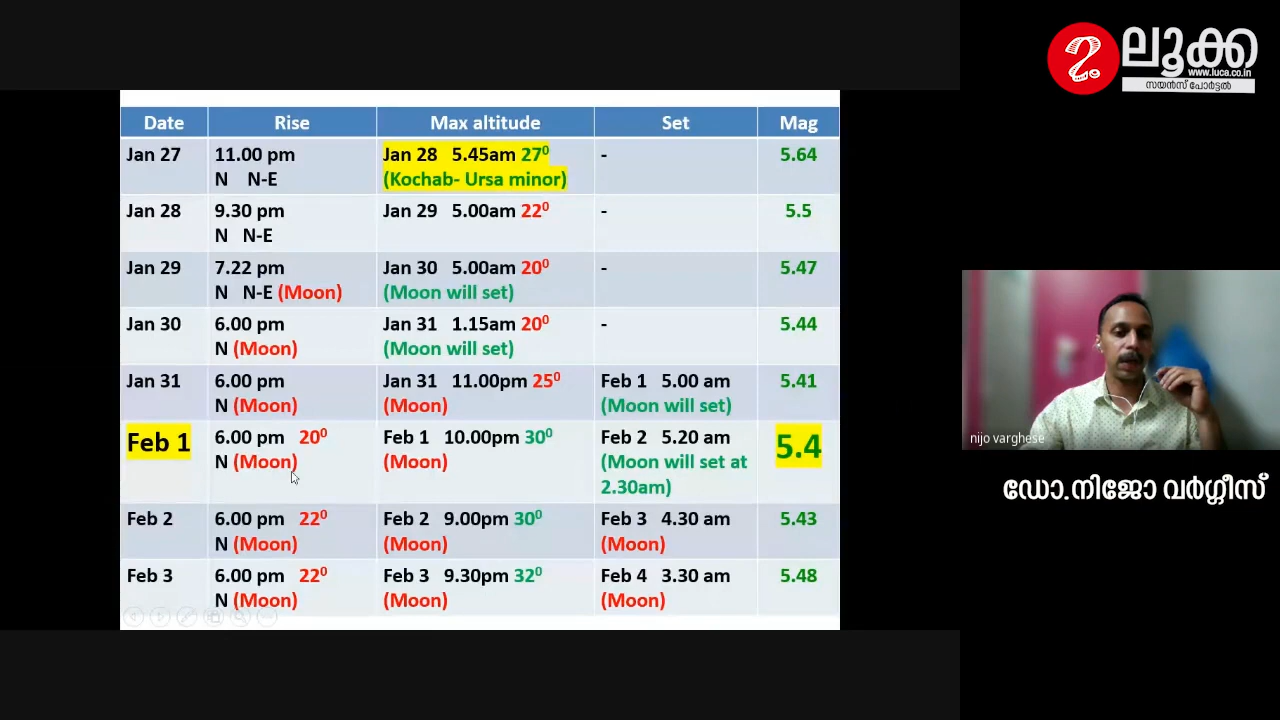 Date Rise Max altitude Set Mag
Jan 27 11.00 pm Jan 28 5.45am 27⁰ - 5.64
N N-E (Kochab- Ursa minor)
Jan 28 9.30 pm Jan 29 5.00am 22⁰ - 5.5
N N-E
Jan 29 7.22 pm Jan 30 5.00am 20⁰ - 5.47
N N-E (Moon) (Moon will set)
Jan 30 6.00 pm Jan 31 1.15am 20⁰ - 5.44
N (Moon) (Moon will set)
Jan 31 6.00 pm Jan 31 11.00pm 25⁰ Feb 1 5.00 am 5.41
N (Moon) (Moon) (Moon will set)
Feb 1 6.00 pm 20⁰ Feb 1 10.00pm 30⁰ Feb 2 5.20 am 5.4
N (Moon) (Moon) (Moon will set at
2.30am)
Feb 2 6.00 pm 22⁰ Feb 2 9.00pm 30⁰ Feb 3 4.30 am 5.43
N (Moon) (Moon) (Moon)
Feb 3 6.00 pm 22⁰ Feb 3 9.30pm 32⁰ Feb 4 3.30 am 5.48
N (Moon) (Moon) (Moon)
ലൂക്ക
www.luca.co.in
സയൻസ് പോർട്ടൽ
nijo varghese
ഡോ.നിജോ വർഗ്ഗീസ്